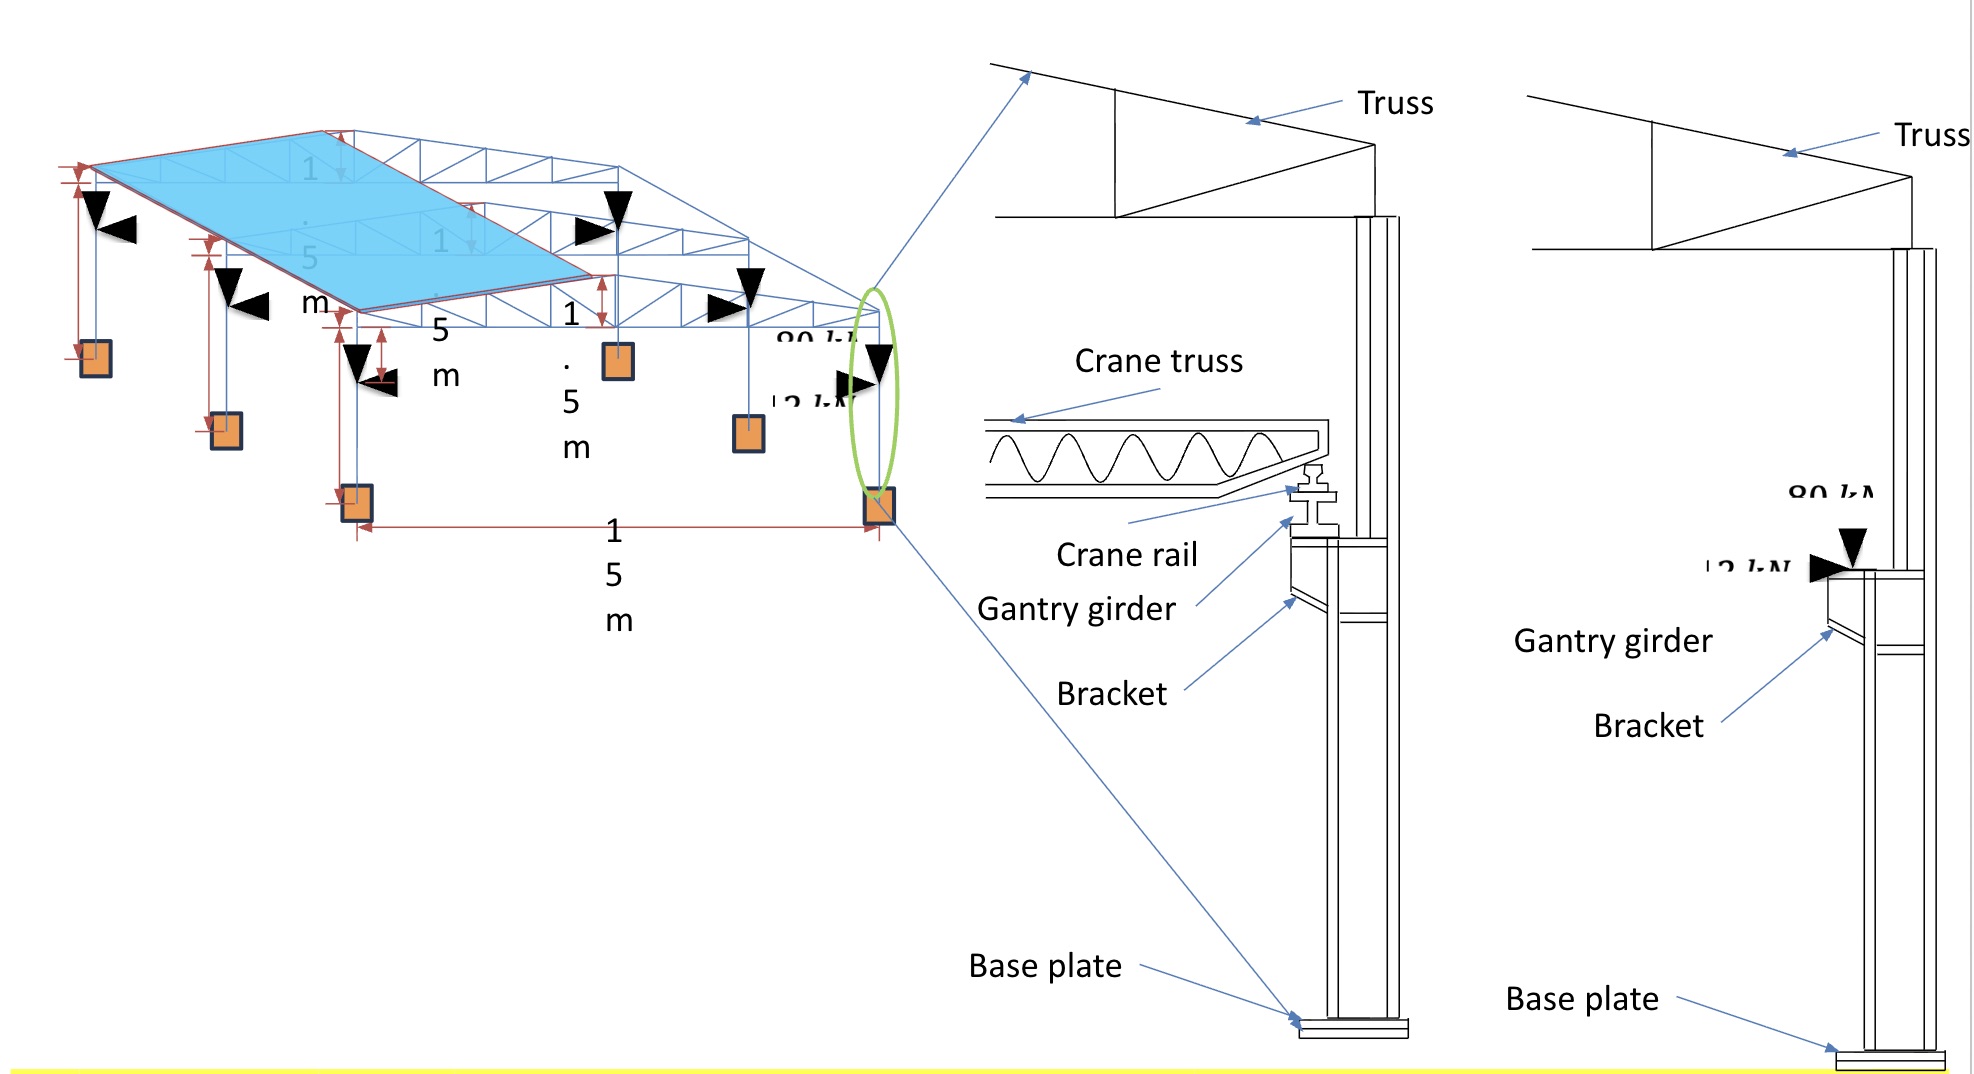 Truss
Truss
1
.
5
m
1
.
5
m
1
.
5
m
80 kN
12 kN
Crane truss
80 kN
12 kN
1
5
m
Crane rail
Gantry girder
Bracket
Gantry girder
Bracket
Base plate
Base plate